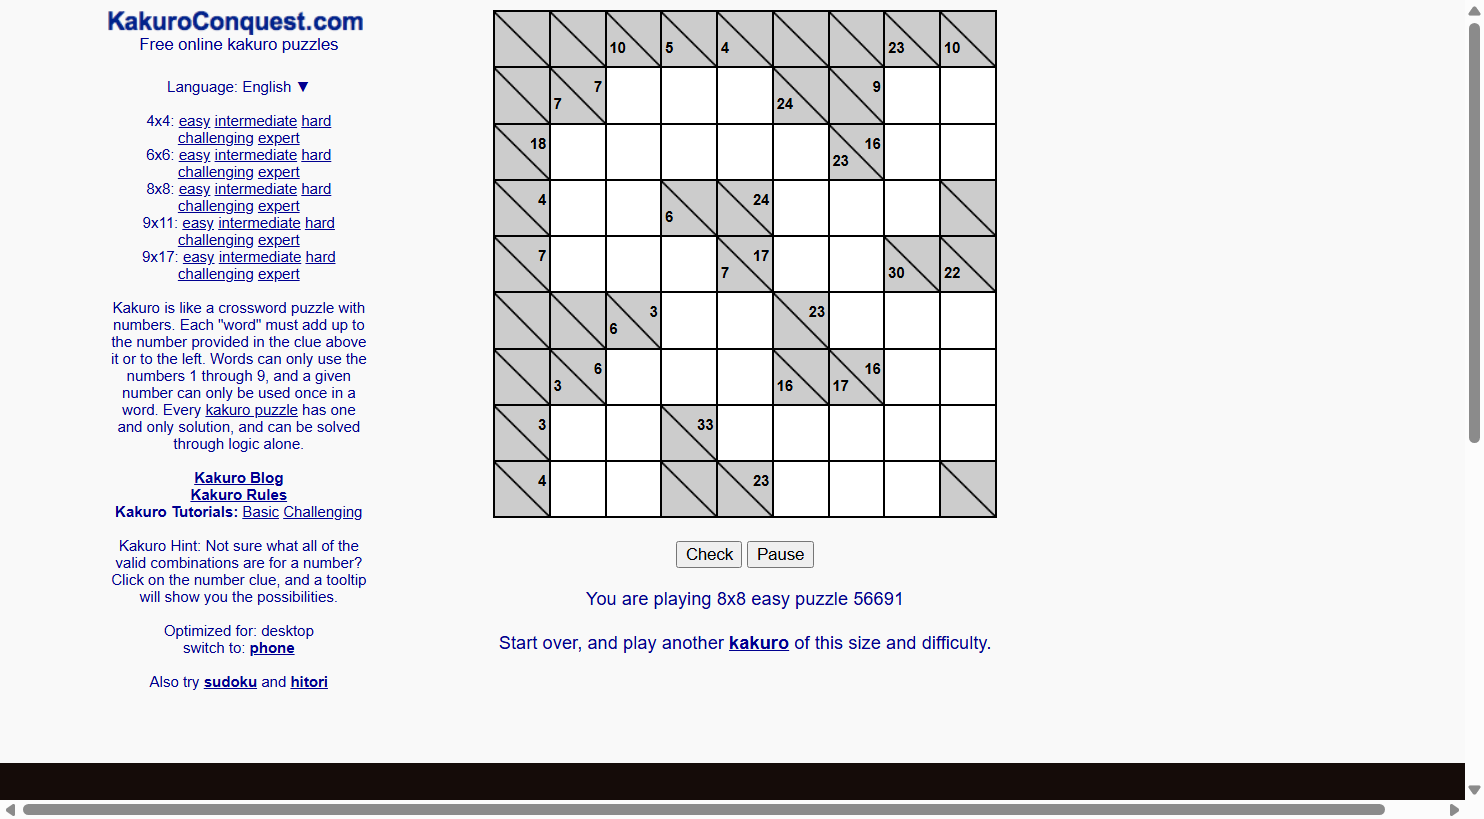 KakuroConquest.com
Free online kakuro puzzles
Language: English ▼
4x4: easy intermediate hard
challenging expert
6x6: easy intermediate hard
challenging expert
8x8: easy intermediate hard
challenging expert
9x11: easy intermediate hard
challenging expert
9x17: easy intermediate hard
challenging expert
Kakuro is like a crossword puzzle with
numbers. Each "word" must add up to
the number provided in the clue above
it or to the left. Words can only use the
numbers 1 through 9, and a given
number can only be used once in a
word. Every kakuro puzzle has one
and only solution, and can be solved
through logic alone.
Kakuro Blog
Kakuro Rules
Kakuro Tutorials: Basic Challenging
Kakuro Hint: Not sure what all of the
valid combinations are for a number?
Click on the number clue, and a tooltip
will show you the possibilities.
Optimized for: desktop
switch to: phone
Also try sudoku and hitori
10 5 4 23 10
7 7 24 9
18 23 16
4 6 24
7 7 17 30 22
6 3 23
3 6 16 17 16
3 33
4 23
Check Pause
You are playing 8x8 easy puzzle 56691
Start over, and play another kakuro of this size and difficulty.